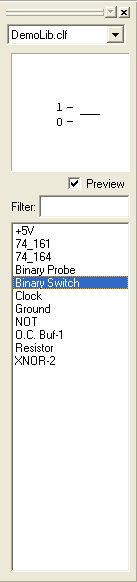 DemoLib.clf
1
0
Preview
Filter:
+5V
74_161
74_164
Binary Probe
Binary Switch
Clock
Ground
NOT
O.C. Buf-1
Resistor
XNOR-2